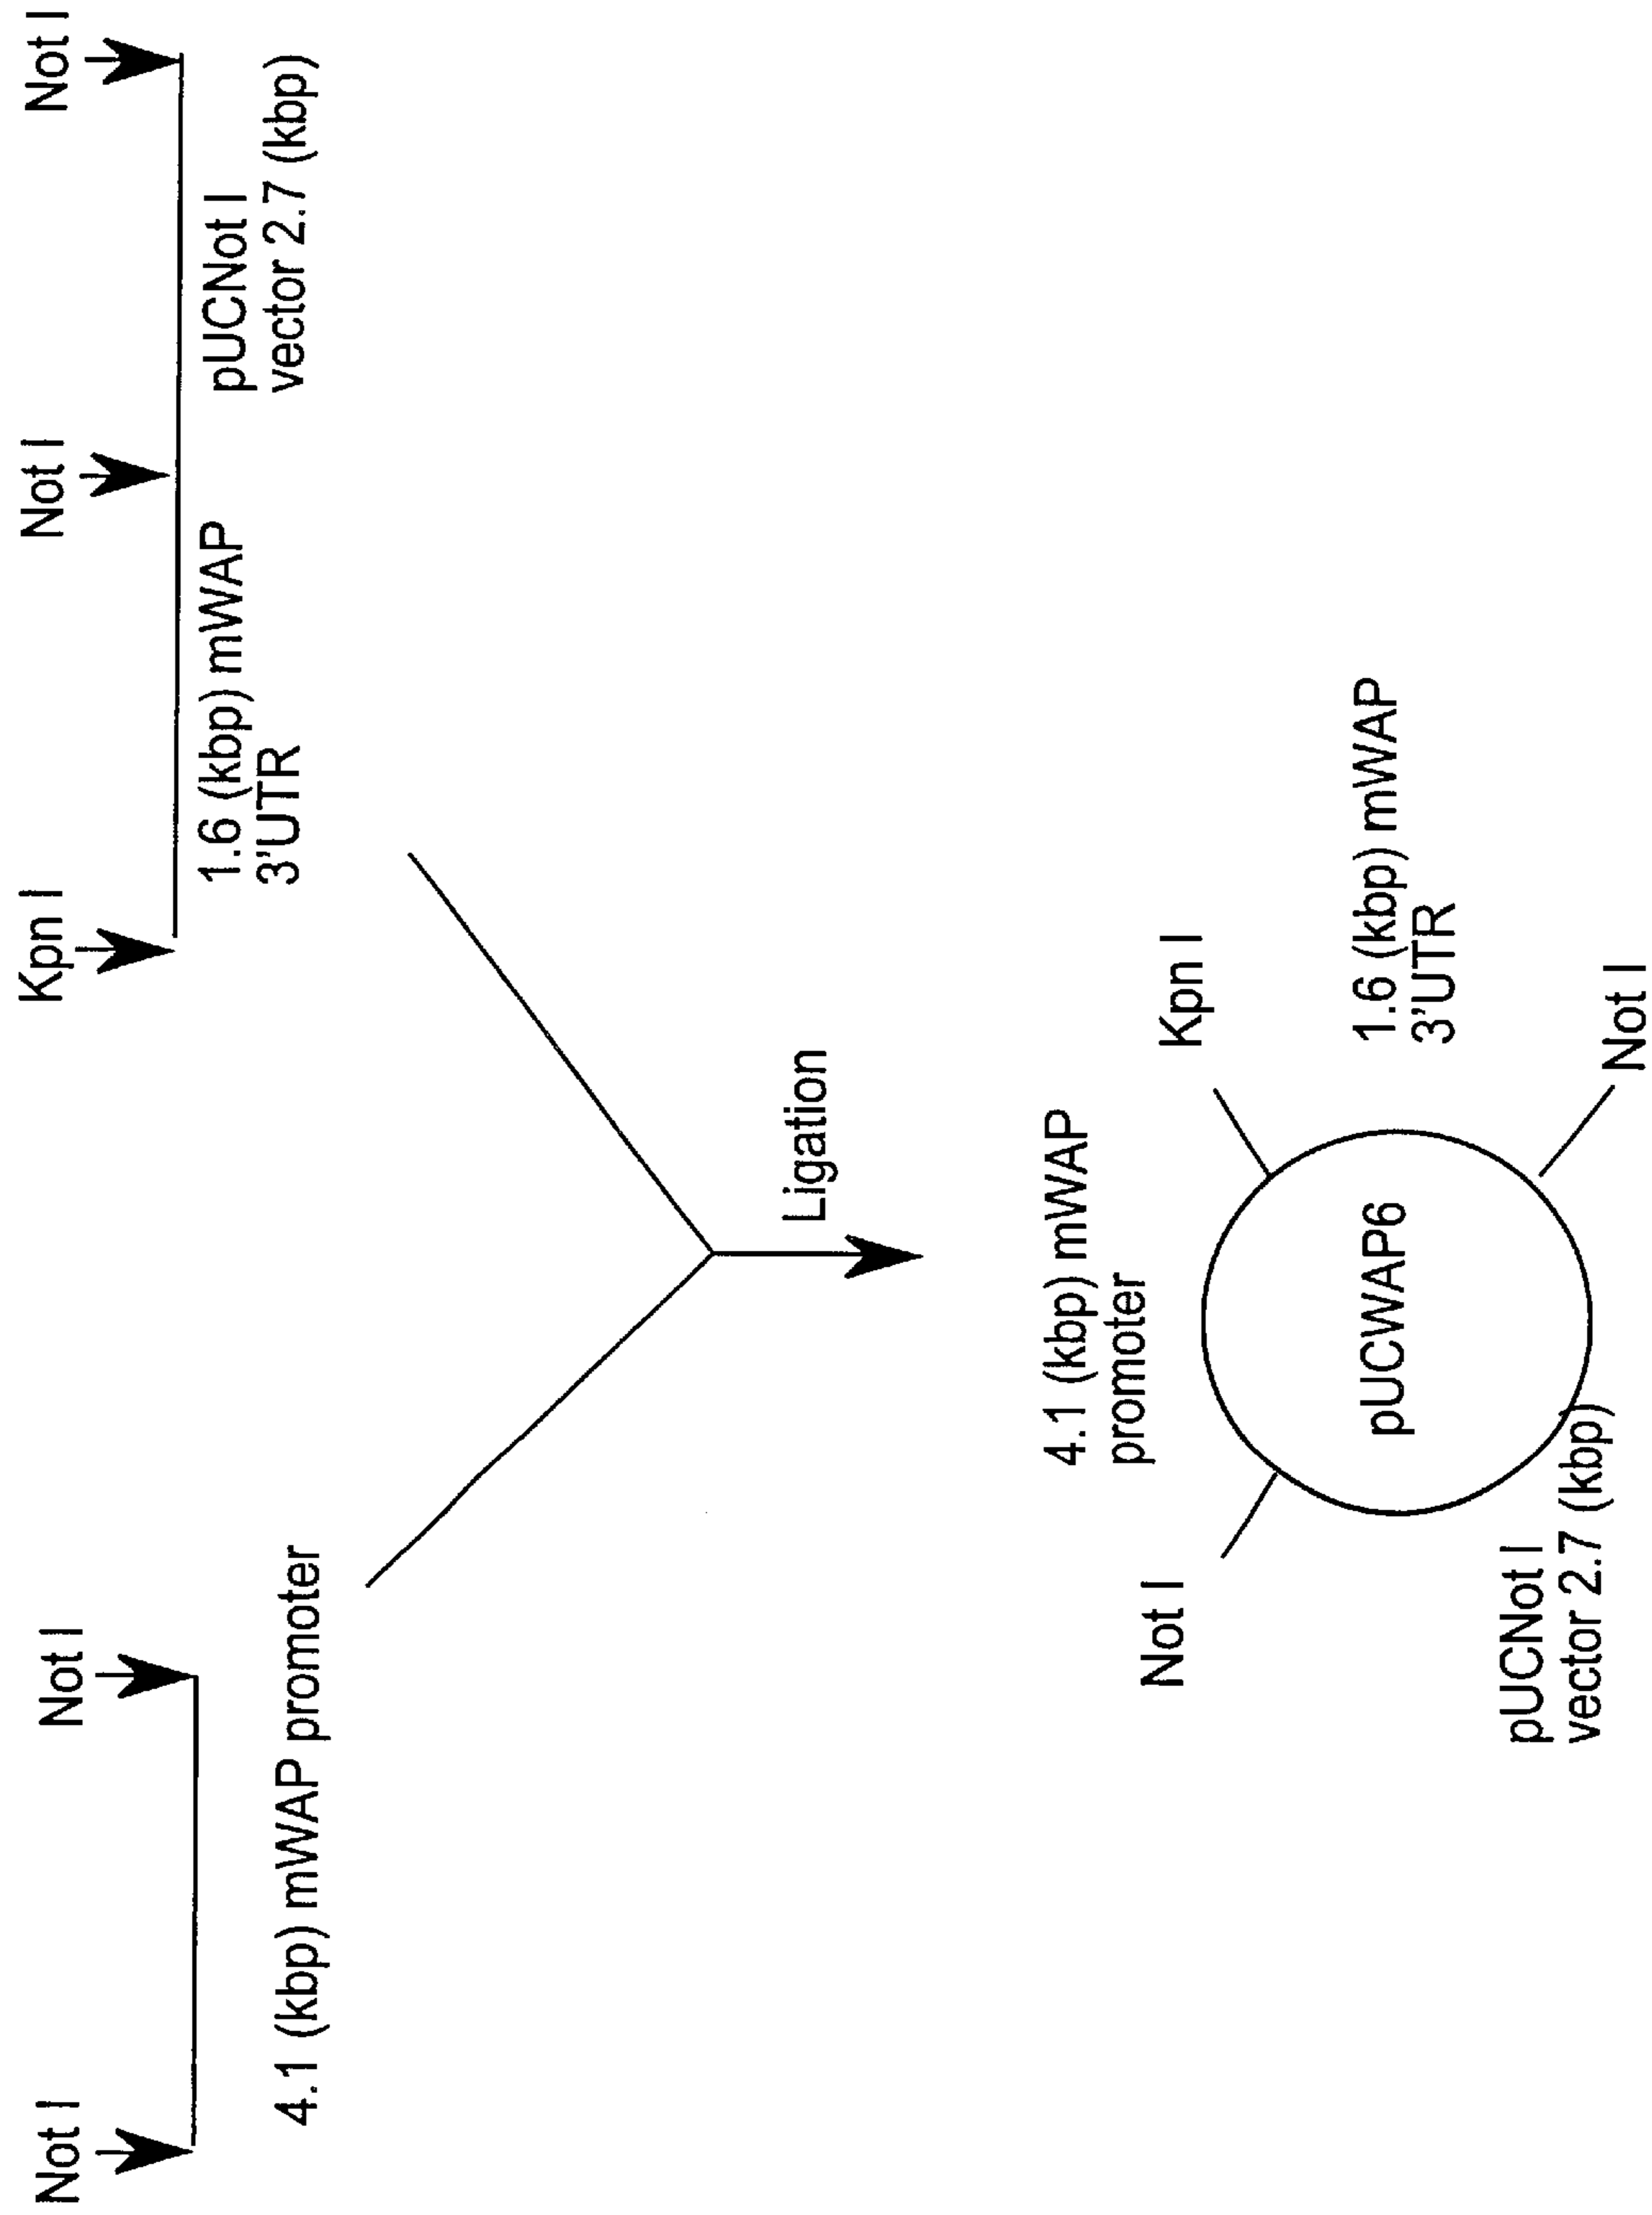 Not I
Not I
4.1 (kbp) mWAP promoter
Kpn I
Not I
Not I
1.6 (kbp) mWAP
3'UTR
pUCNot I
vector 2.7 (kbp)
Ligation
4.1 (kbp) mWAP
promoter
Not I
Kpn I
pUCWAP6
1.6 (kbp) mWAP
3'UTR
pUCNot I
vector 2.7 (kbp)
Not I